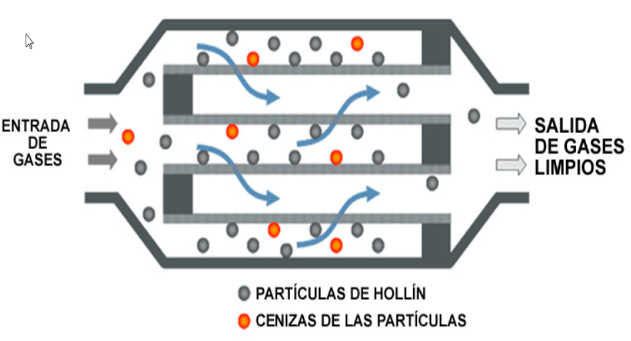 ENTRADA
DE
GASES
SALIDA
DE GASES
LIMPIOS
PARTÍCULAS DE HOLLÍN
CENIZAS DE LAS PARTÍCULAS